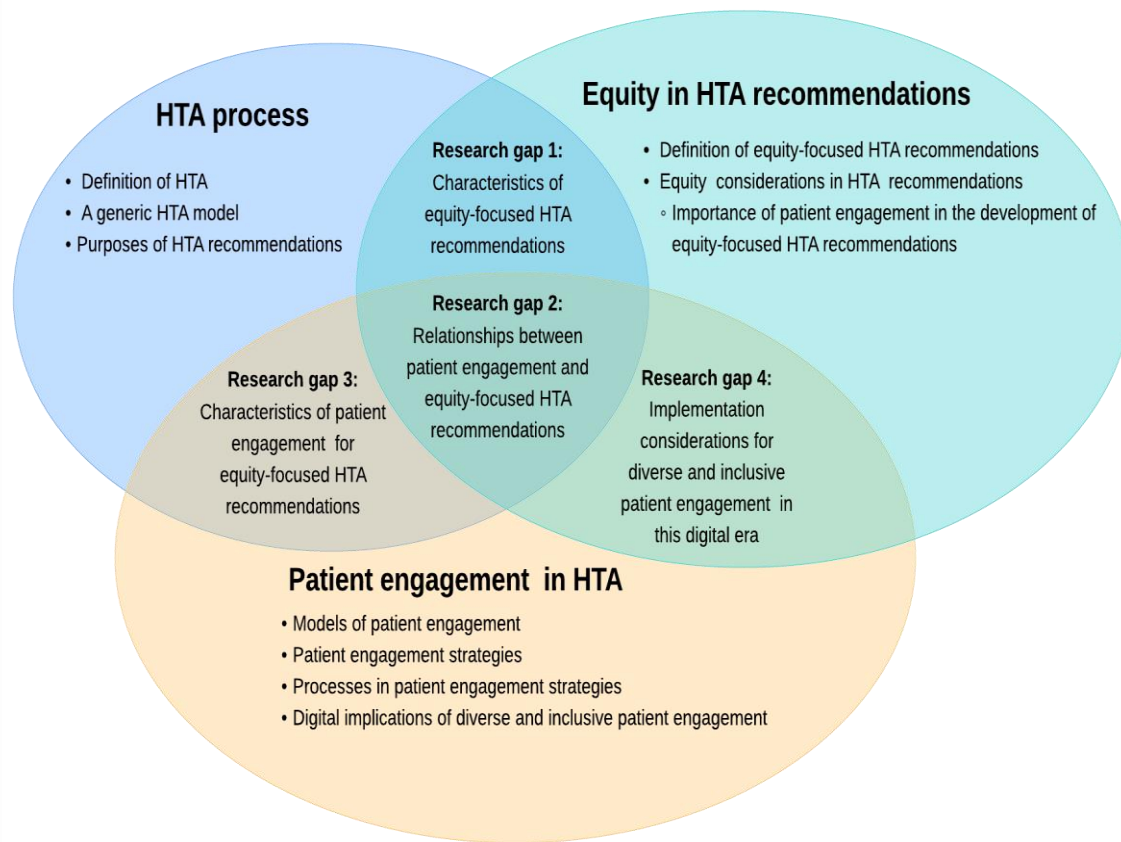 HTA process
• Definition of HTA
• A generic HTA model
• Purposes of HTA recommendations
Equity in HTA recommendations
• Definition of equity-focused HTA recommendations
• Equity considerations in HTA recommendations
◦ Importance of patient engagement in the development of
equity-focused HTA recommendations
Research gap 1:
Characteristics of
equity-focused HTA
recommendations
Research gap 2:
Relationships between
patient engagement and
equity-focused HTA
recommendations
Research gap 3:
Characteristics of patient
engagement for
equity-focused HTA
recommendations
Research gap 4:
Implementation
considerations for
diverse and inclusive
patient engagement in
this digital era
Patient engagement in HTA
• Models of patient engagement
• Patient engagement strategies
• Processes in patient engagement strategies
• Digital implications of diverse and inclusive patient engagement